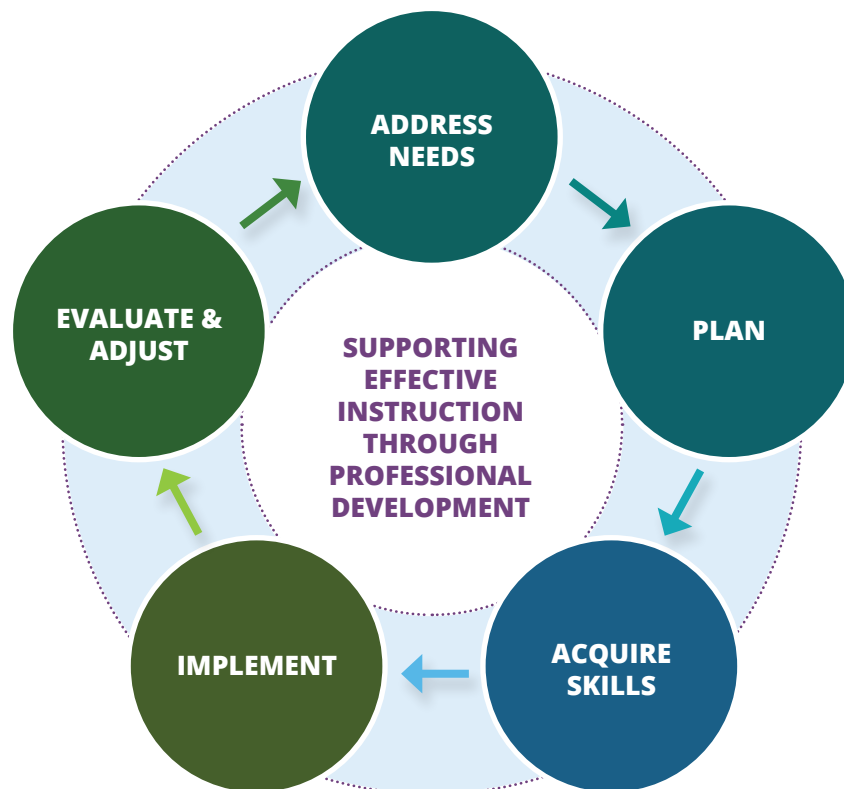 ADDRESS
NEEDS
PLAN
ACQUIRE
SKILLS
IMPLEMENT
EVALUATE &
ADJUST
SUPPORTING
EFFECTIVE
INSTRUCTION
THROUGH
PROFESSIONAL
DEVELOPMENT